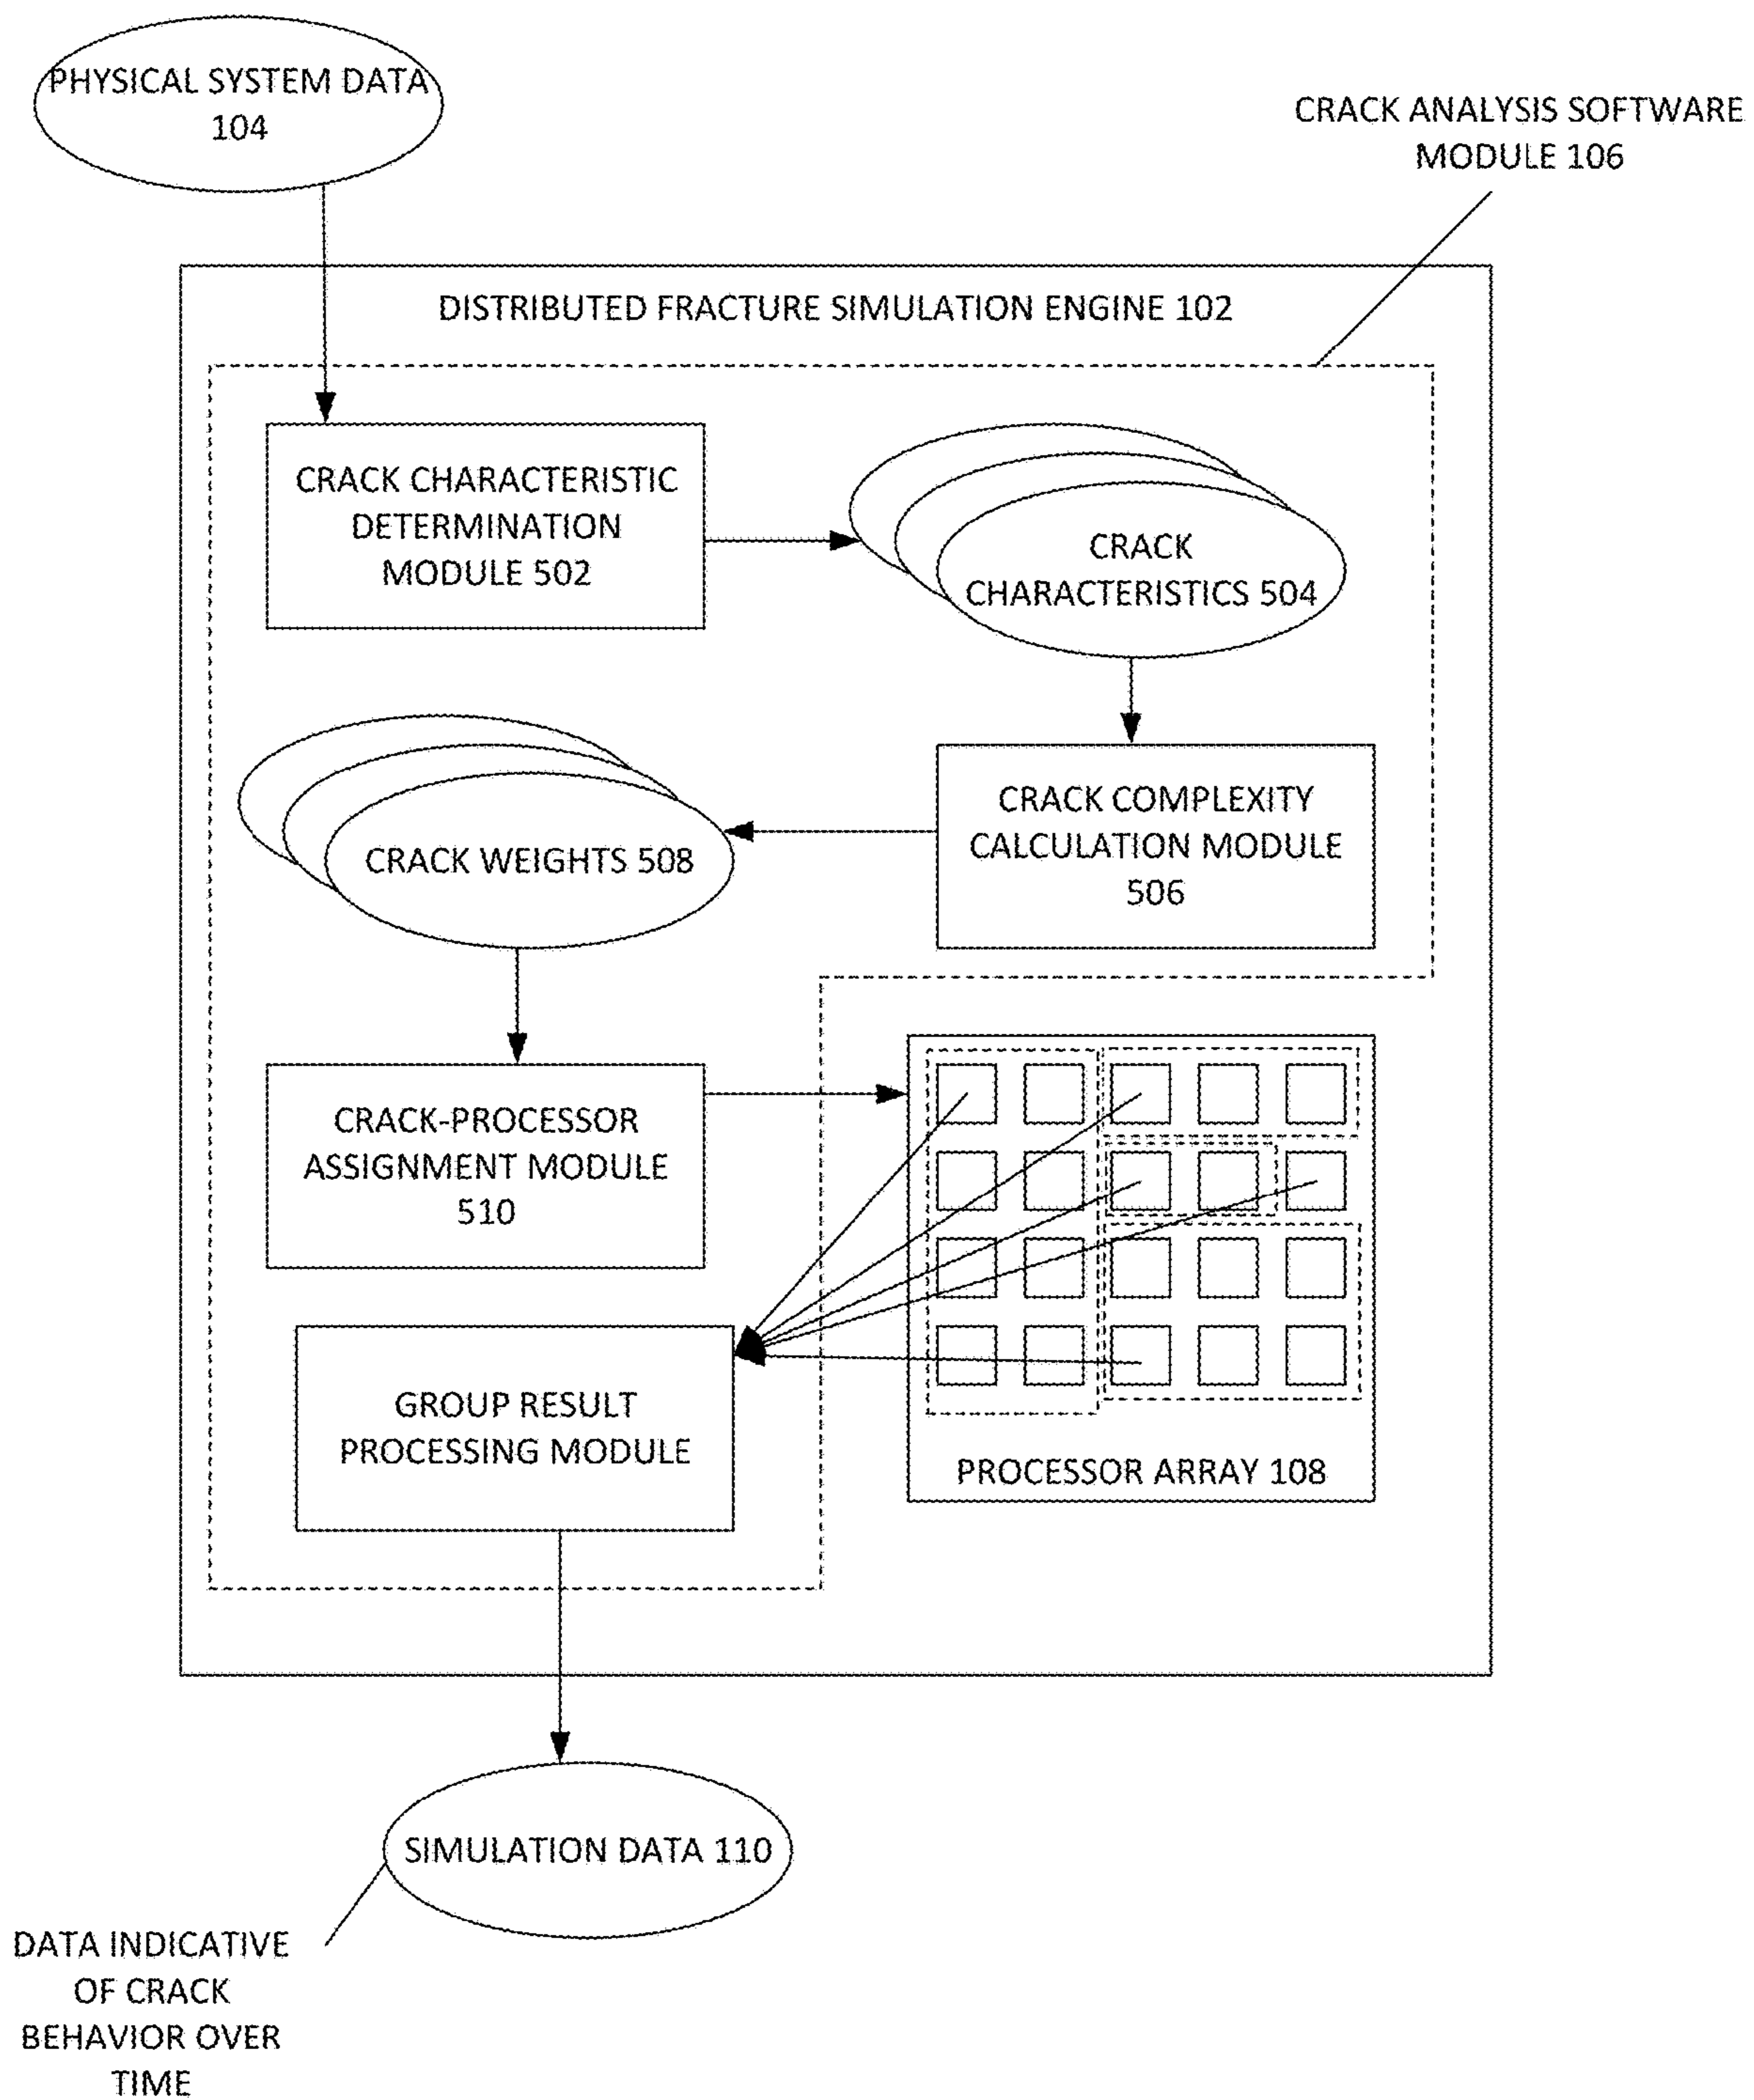 PHYSICAL SYSTEM DATA
104
CRACK ANALYSIS SOFTWARE
MODULE 106
DISTRIBUTED FRACTURE SIMULATION ENGINE 102
CRACK CHARACTERISTIC
DETERMINATION
MODULE 502
CRACK
CHARACTERISTICS 504
CRACK COMPLEXITY
CALCULATION MODULE
506
CRACK WEIGHTS 508
CRACK-PROCESSOR
ASSIGNMENT MODULE
510
GROUP RESULT
PROCESSING MODULE
PROCESSOR ARRAY 108
SIMULATION DATA 110
DATA INDICATIVE
OF CRACK
BEHAVIOR OVER
TIME